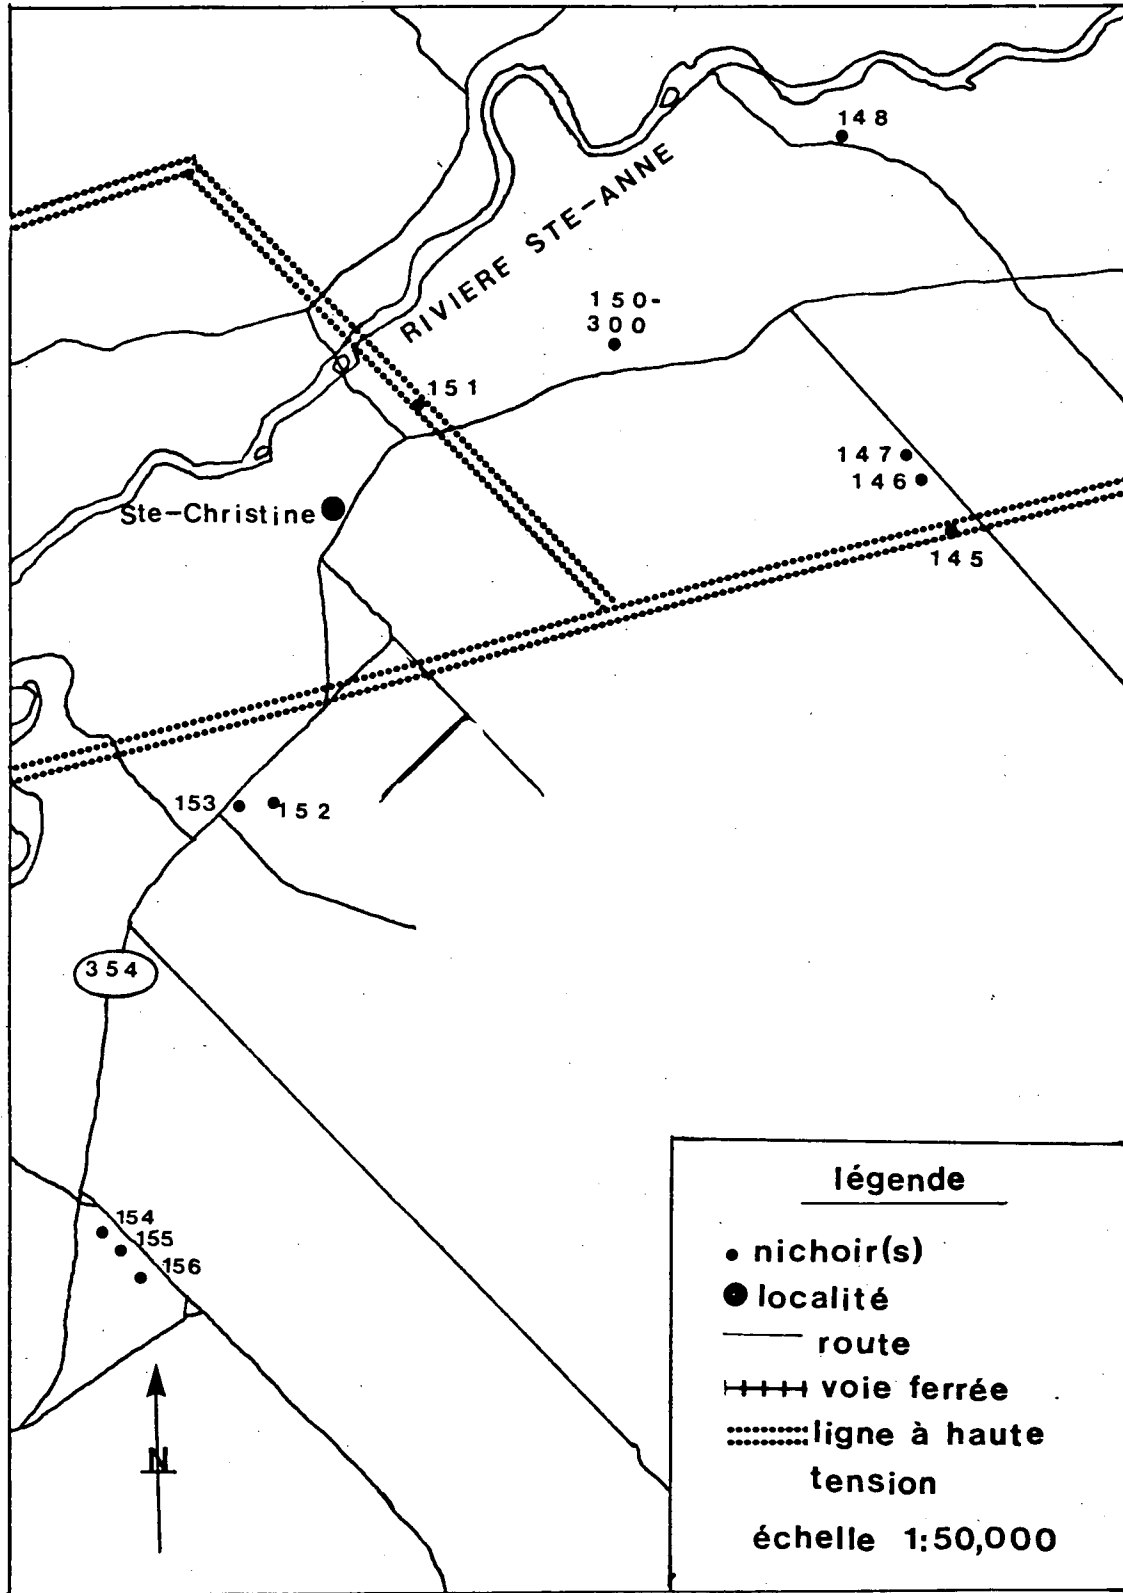 148
RIVIERE STE-ANNE
150-
300
151
147
146
Ste-Christine
145
153
152
354
154
155
156
N
légende
nichoir(s)
localité
route
voie ferrée
ligne à haute
tension
échelle 1:50,000